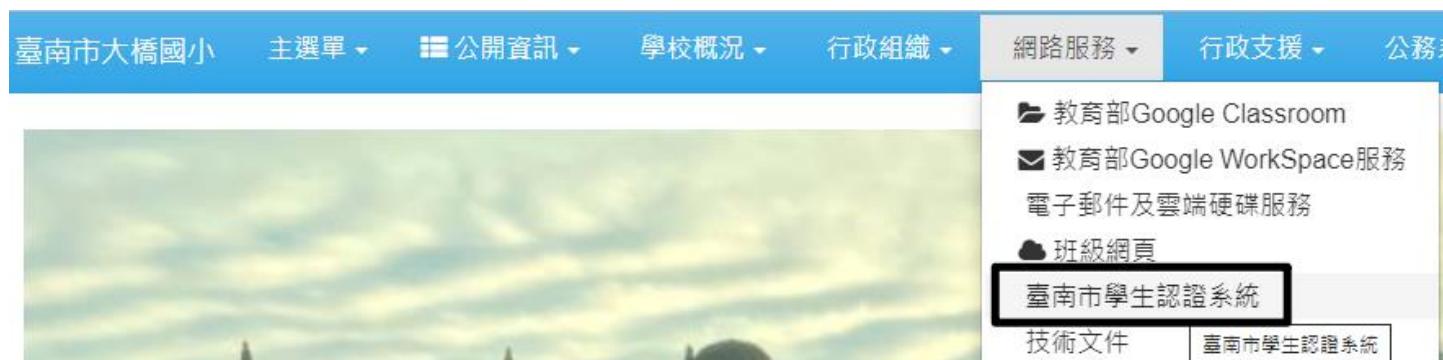 臺南市大橋國小 主選單 公開資訊 學校概況 行政組織 網路服務 行政支援 公務
教育部Google Classroom
教育部Google WorkSpace服務
電子郵件及雲端硬碟服務
班級網頁
臺南市學生認證系統
技術文件 臺南市學生認證系統